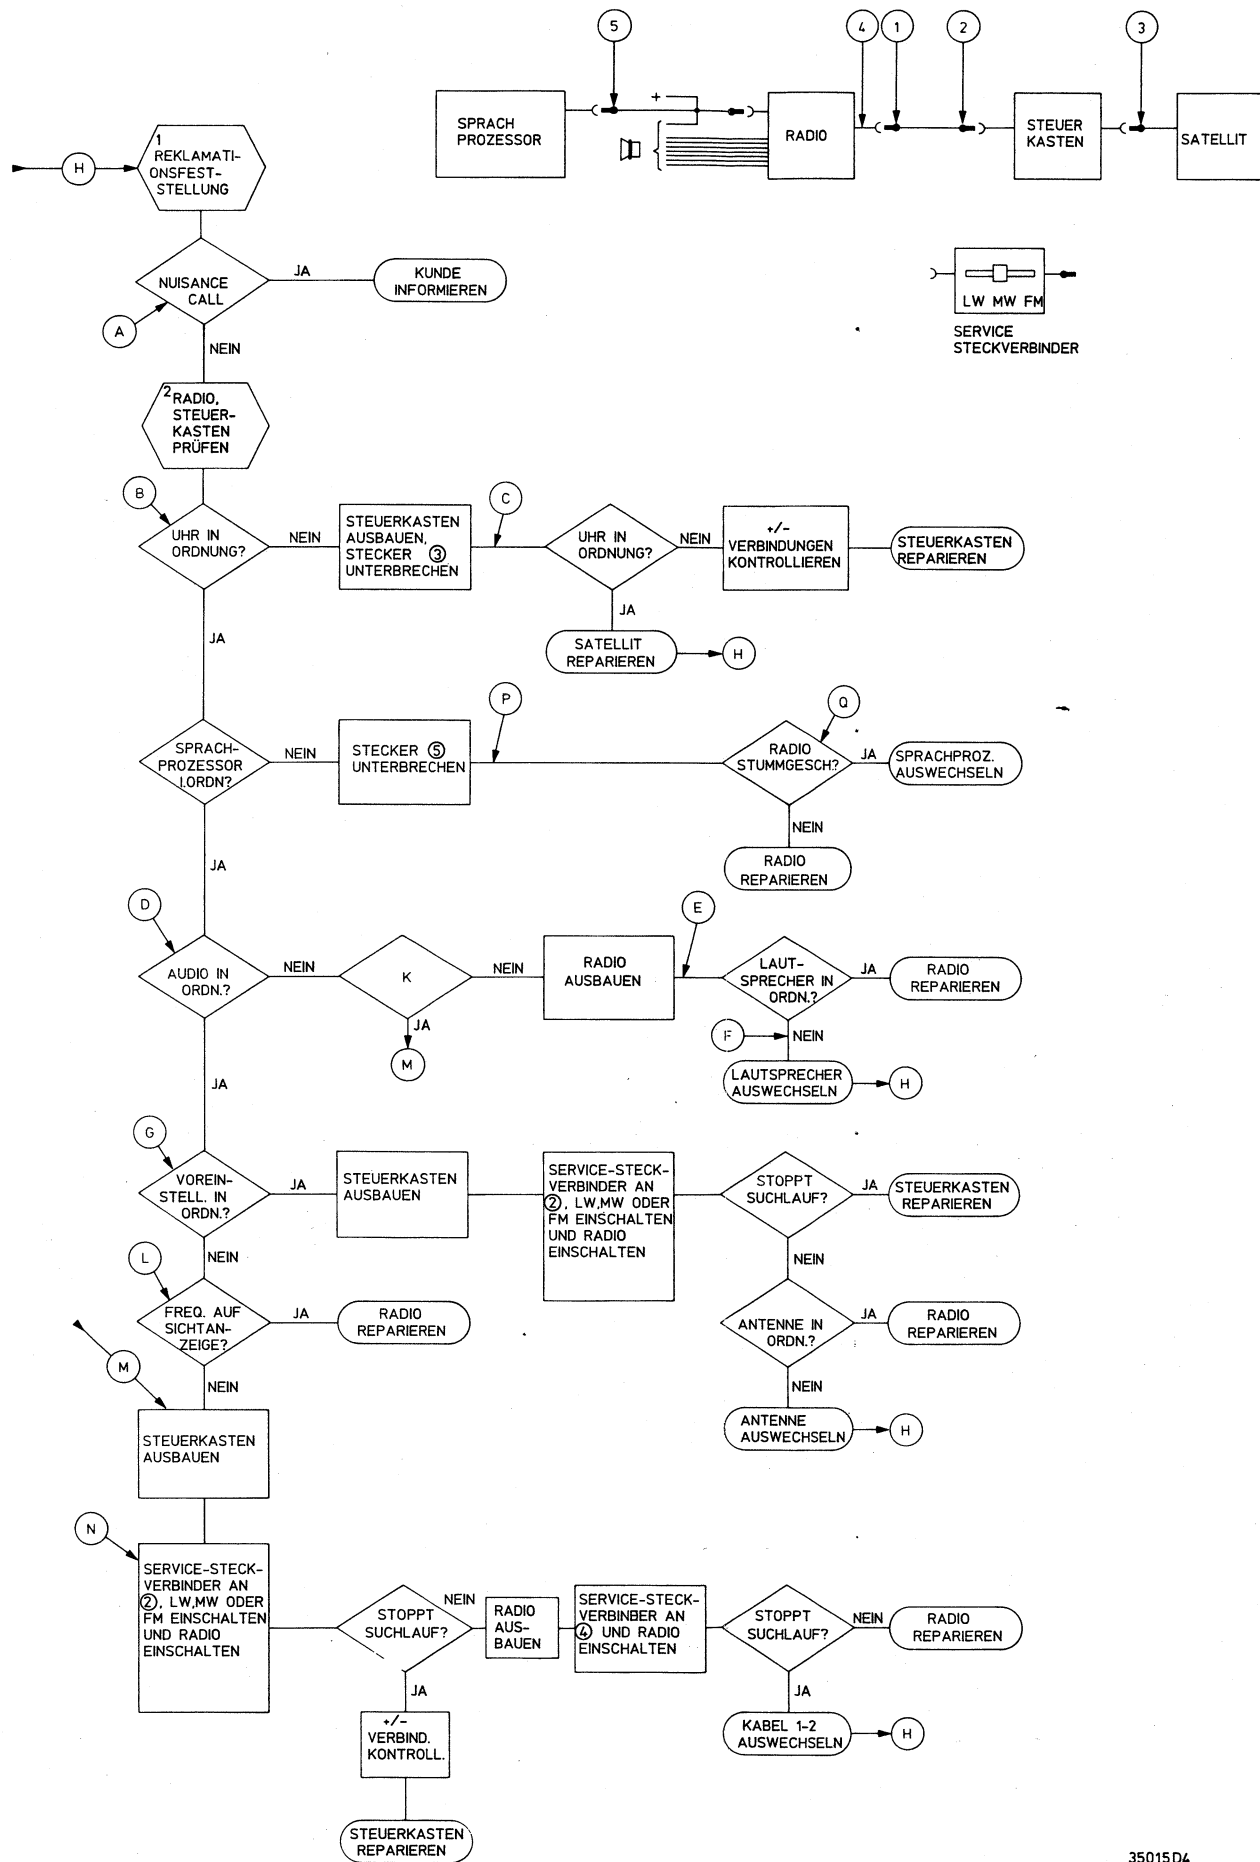 5
4
1
2
3
SPRACH
PROZESSOR
+
RADIO
STEUER
KASTEN
SATELLIT
LW MW FM
SERVICE
STECKVERBINDER
H
1
REKLAMATI-
ONSFEST-
STELLUNG
NUISANCE
CALL
JA
KUNDE
INFORMIEREN
A
NEIN
2
RADIO,
STEUER-
KASTEN
PRÜFEN
B
UHR IN
ORDNUNG?
NEIN
STEUERKASTEN
AUSBAUEN,
STECKER ③
UNTERBRECHEN
C
UHR IN
ORDNUNG?
NEIN
+/-
VERBINDUNGEN
KONTROLLIEREN
STEUERKASTEN
REPARIEREN
JA
SATELLIT
REPARIEREN
H
JA
SPRACH-
PROZESSOR
I.ORDN?
NEIN
STECKER ⑤
UNTERBRECHEN
P
Q
RADIO
STUMMGESCH.?
JA
SPRACHPROZ.
AUSWECHSELN
NEIN
RADIO
REPARIEREN
JA
D
AUDIO IN
ORDN.?
NEIN
K
JA
M
NEIN
RADIO
AUSBAUEN
E
LAUT-
SPRECHER IN
ORDN.?
JA
RADIO
REPARIEREN
F
NEIN
LAUTSPRECHER
AUSWECHSELN
H
JA
G
VOREIN-
STELL. IN
ORDN.?
JA
STEUERKASTEN
AUSBAUEN
SERVICE-STECK-
VERBINDER AN
②, LW,MW ODER
FM EINSCHALTEN
UND RADIO
EINSCHALTEN
STOPPT
SUCHLAUF?
JA
STEUERKASTEN
REPARIEREN
NEIN
ANTENNE IN
ORDN.?
JA
RADIO
REPARIEREN
NEIN
ANTENNE
AUSWECHSELN
H
NEIN
L
FREQ. AUF
SICHTAN-
ZEIGE?
JA
RADIO
REPARIEREN
M
NEIN
STEUERKASTEN
AUSBAUEN
N
SERVICE-STECK-
VERBINDER AN
②, LW,MW ODER
FM EINSCHALTEN
UND RADIO
EINSCHALTEN
STOPPT
SUCHLAUF?
NEIN
RADIO
AUS-
BAUEN
SERVICE-STECK-
VERBINBER AN
④ UND RADIO
EINSCHALTEN
STOPPT
SUCHLAUF?
NEIN
RADIO
REPARIEREN
JA
KABEL 1-2
AUSWECHSELN
H
JA
+/-
VERBIND.
KONTROLL.
STEUERKASTEN
REPARIEREN
35015D4